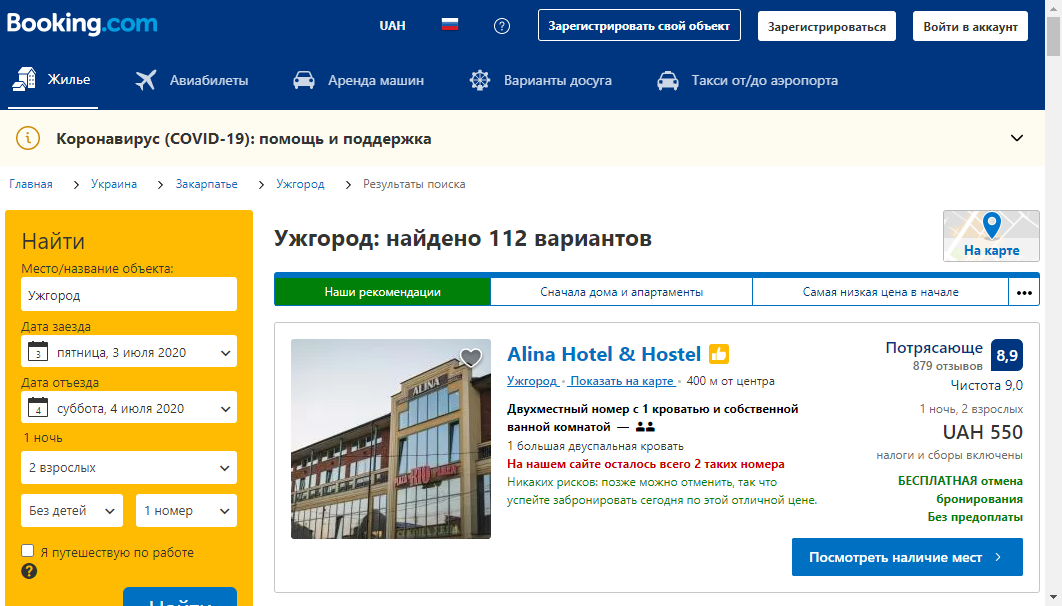 Booking.com
UAH
Зарегистрировать свой объект
Зарегистрироваться
Войти в аккаунт
Жилье
Авиабилеты
Аренда машин
Варианты досуга
Такси от/до аэропорта
Коронавирус (COVID-19): помощь и поддержка
Главная
Украина
Закарпатье
Ужгород
Результаты поиска
Найти
Место/название объекта:
Ужгород
Дата заезда
3
пятница, 3 июля 2020
Дата отъезда
4
суббота, 4 июля 2020
1 ночь
2 взрослых
Без детей
1 номер
Я путешествую по работе
Найти
Ужгород: найдено 112 вариантов
На карте
Наши рекомендации
Сначала дома и апартаменты
Самая низкая цена в начале
ALINA
RIO
Alina Hotel & Hostel
Ужгород - Показать на карте - 400 м от центра
Двухместный номер с 1 кроватью и собственной
ванной комнатой —
1 большая двуспальная кровать
На нашем сайте осталось всего 2 таких номера
Никаких рисков: позже можно отменить, так что
успейте забронировать сегодня по этой отличной цене.
Потрясающе
8,9
879 отзывов
Чистота 9,0
1 ночь, 2 взрослых
UAH 550
налоги и сборы включены
БЕСПЛАТНАЯ отмена
бронирования
Без предоплаты
Посмотреть наличие мест